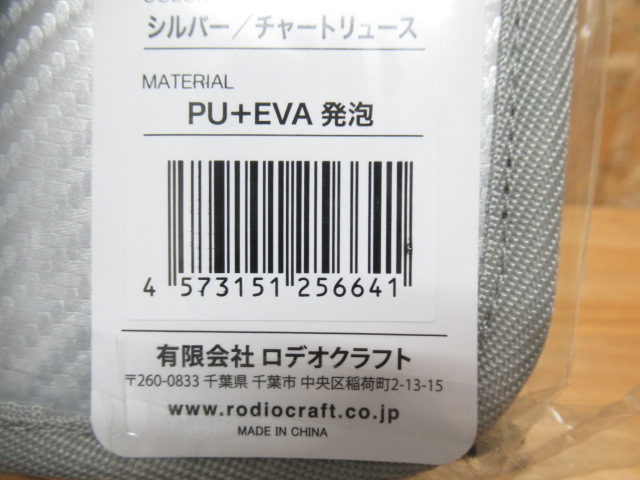 シルバー／チャートリュース
MATERIAL
PU+EVA 発泡
4 573151 256641
有限会社 ロデオクラフト
〒260-0833 千葉県 千葉市 中央区稲荷町2-13-15
www.rodiocraft.co.jp
MADE IN CHINA